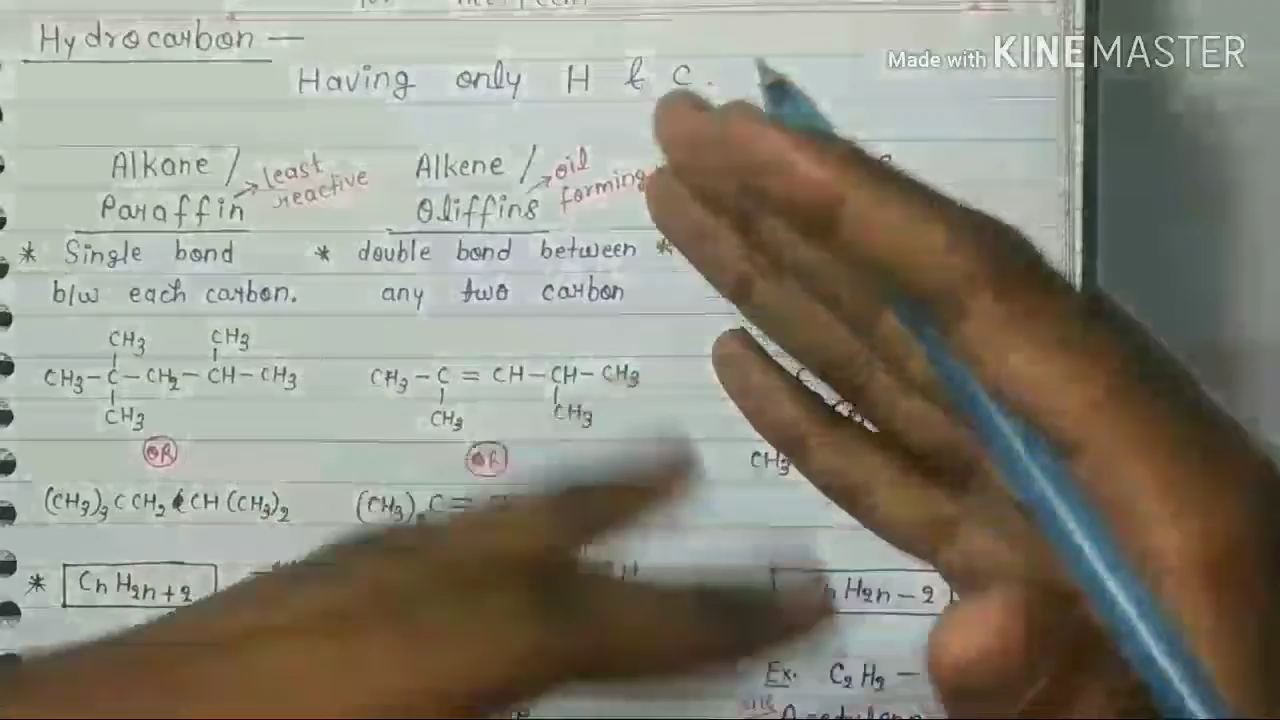 Hydrocarbon —
Having only H & C.
Made with KINEMASTER
Alkane /
Paraffin
least
reactive
* Single bond
b/w each carbon.
CH3 CH3
CH3 – C – CH2 – CH – CH3
CH3
OR
(CH3)3 C CH2 CH (CH3)2
* CnH2n+2
Alkene /
Oliffins
oil
forming
* double bond between
any two carbon
CH3 – C = CH – CH – CH3
CH3 CH3
OR
(CH3) C =
*
CH3
H2n – 2
Ex. C2H2 –